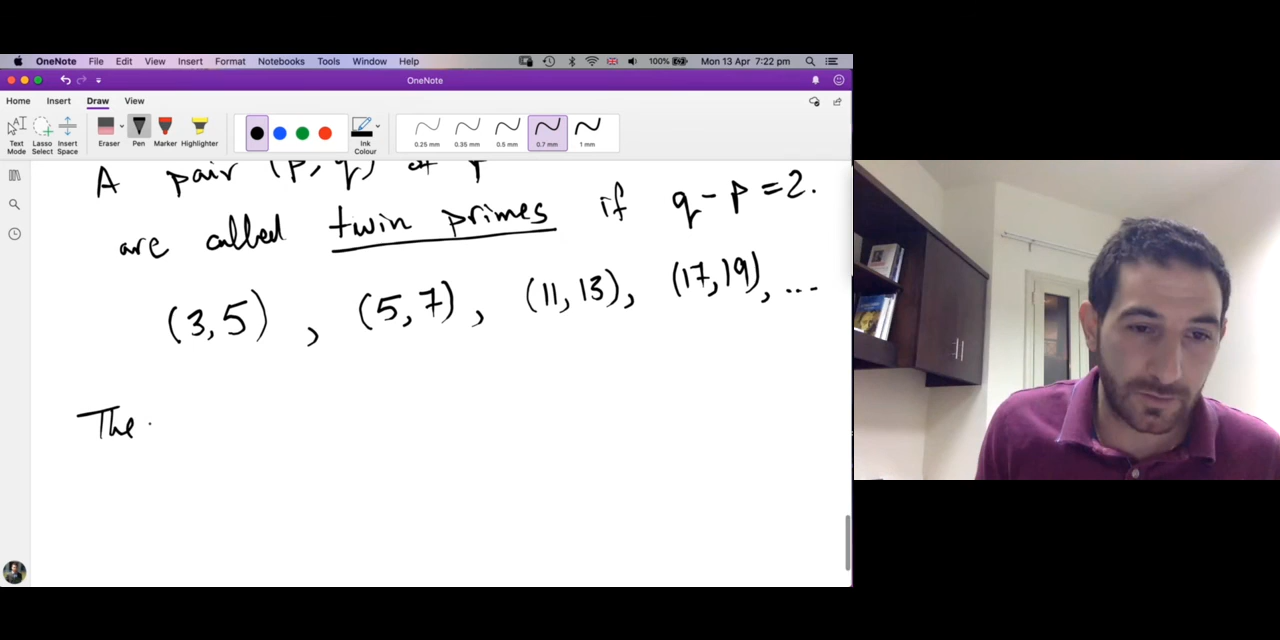 OneNote File Edit View Insert Format Notebooks Tools Window Help 100% Mon 13 Apr 7:22 pm
OneNote
Home Insert Draw View
Text Mode Lasso Select Insert Space Eraser Pen Marker Highlighter Ink Colour 0.25 mm 0.35 mm 0.5 mm 0.7 mm 1 mm
A pair (p, q) of
are called twin primes if q - p = 2.
(3, 5) , (5, 7) , (11, 13), (17, 19), ...
The